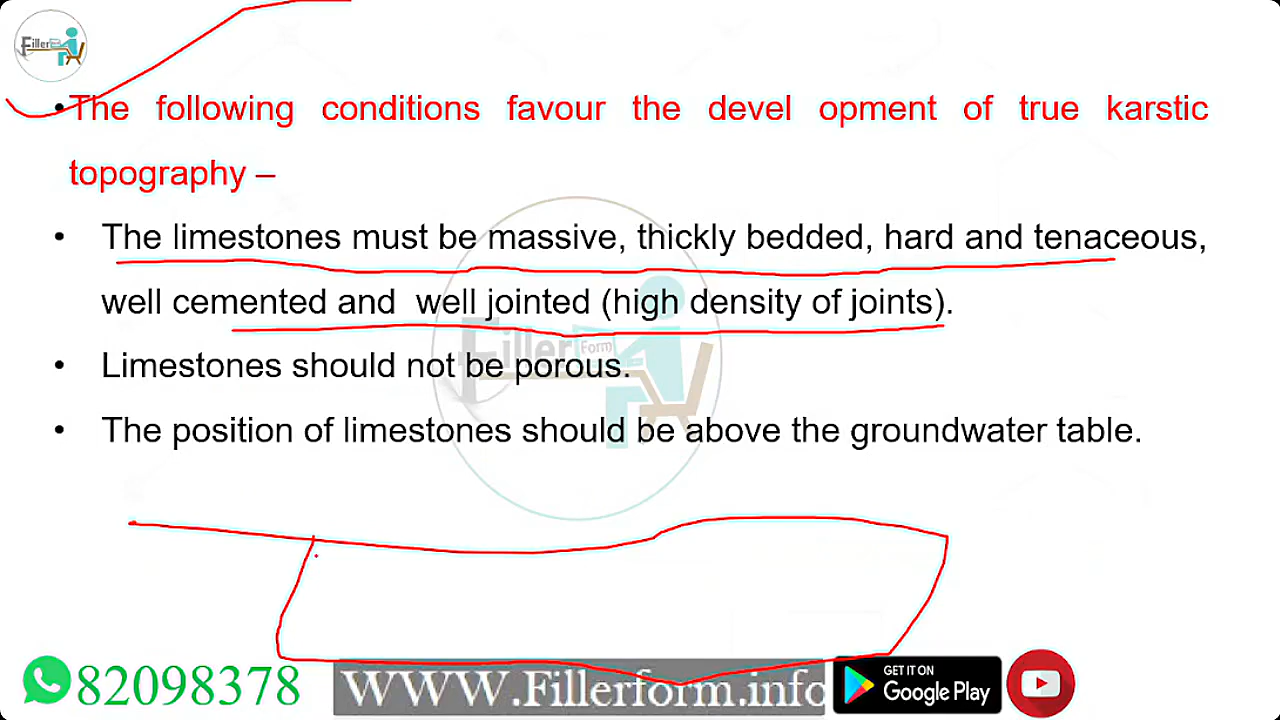 Filler
• The following conditions favour the devel opment of true karstic
topography –
• The limestones must be massive, thickly bedded, hard and tenaceous,
well cemented and well jointed (high density of joints).
Filler Form
• Limestones should not be porous.
• The position of limestones should be above the groundwater table.
82098378
WWW.Fillerform.info
GET IT ON
Google Play